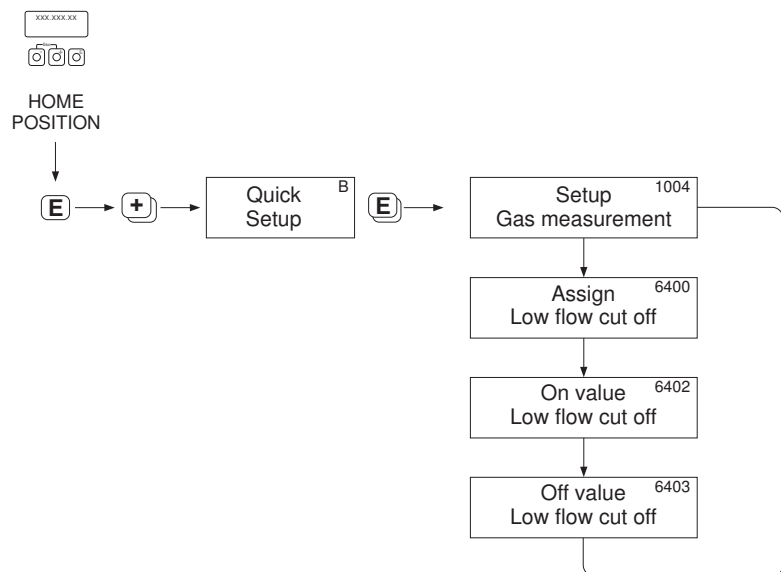 xxx.xxx.xx
HOME
POSITION
E
+
Quick
Setup
B
E
Setup
Gas measurement
1004
Assign
Low flow cut off
6400
On value
Low flow cut off
6402
Off value
Low flow cut off
6403